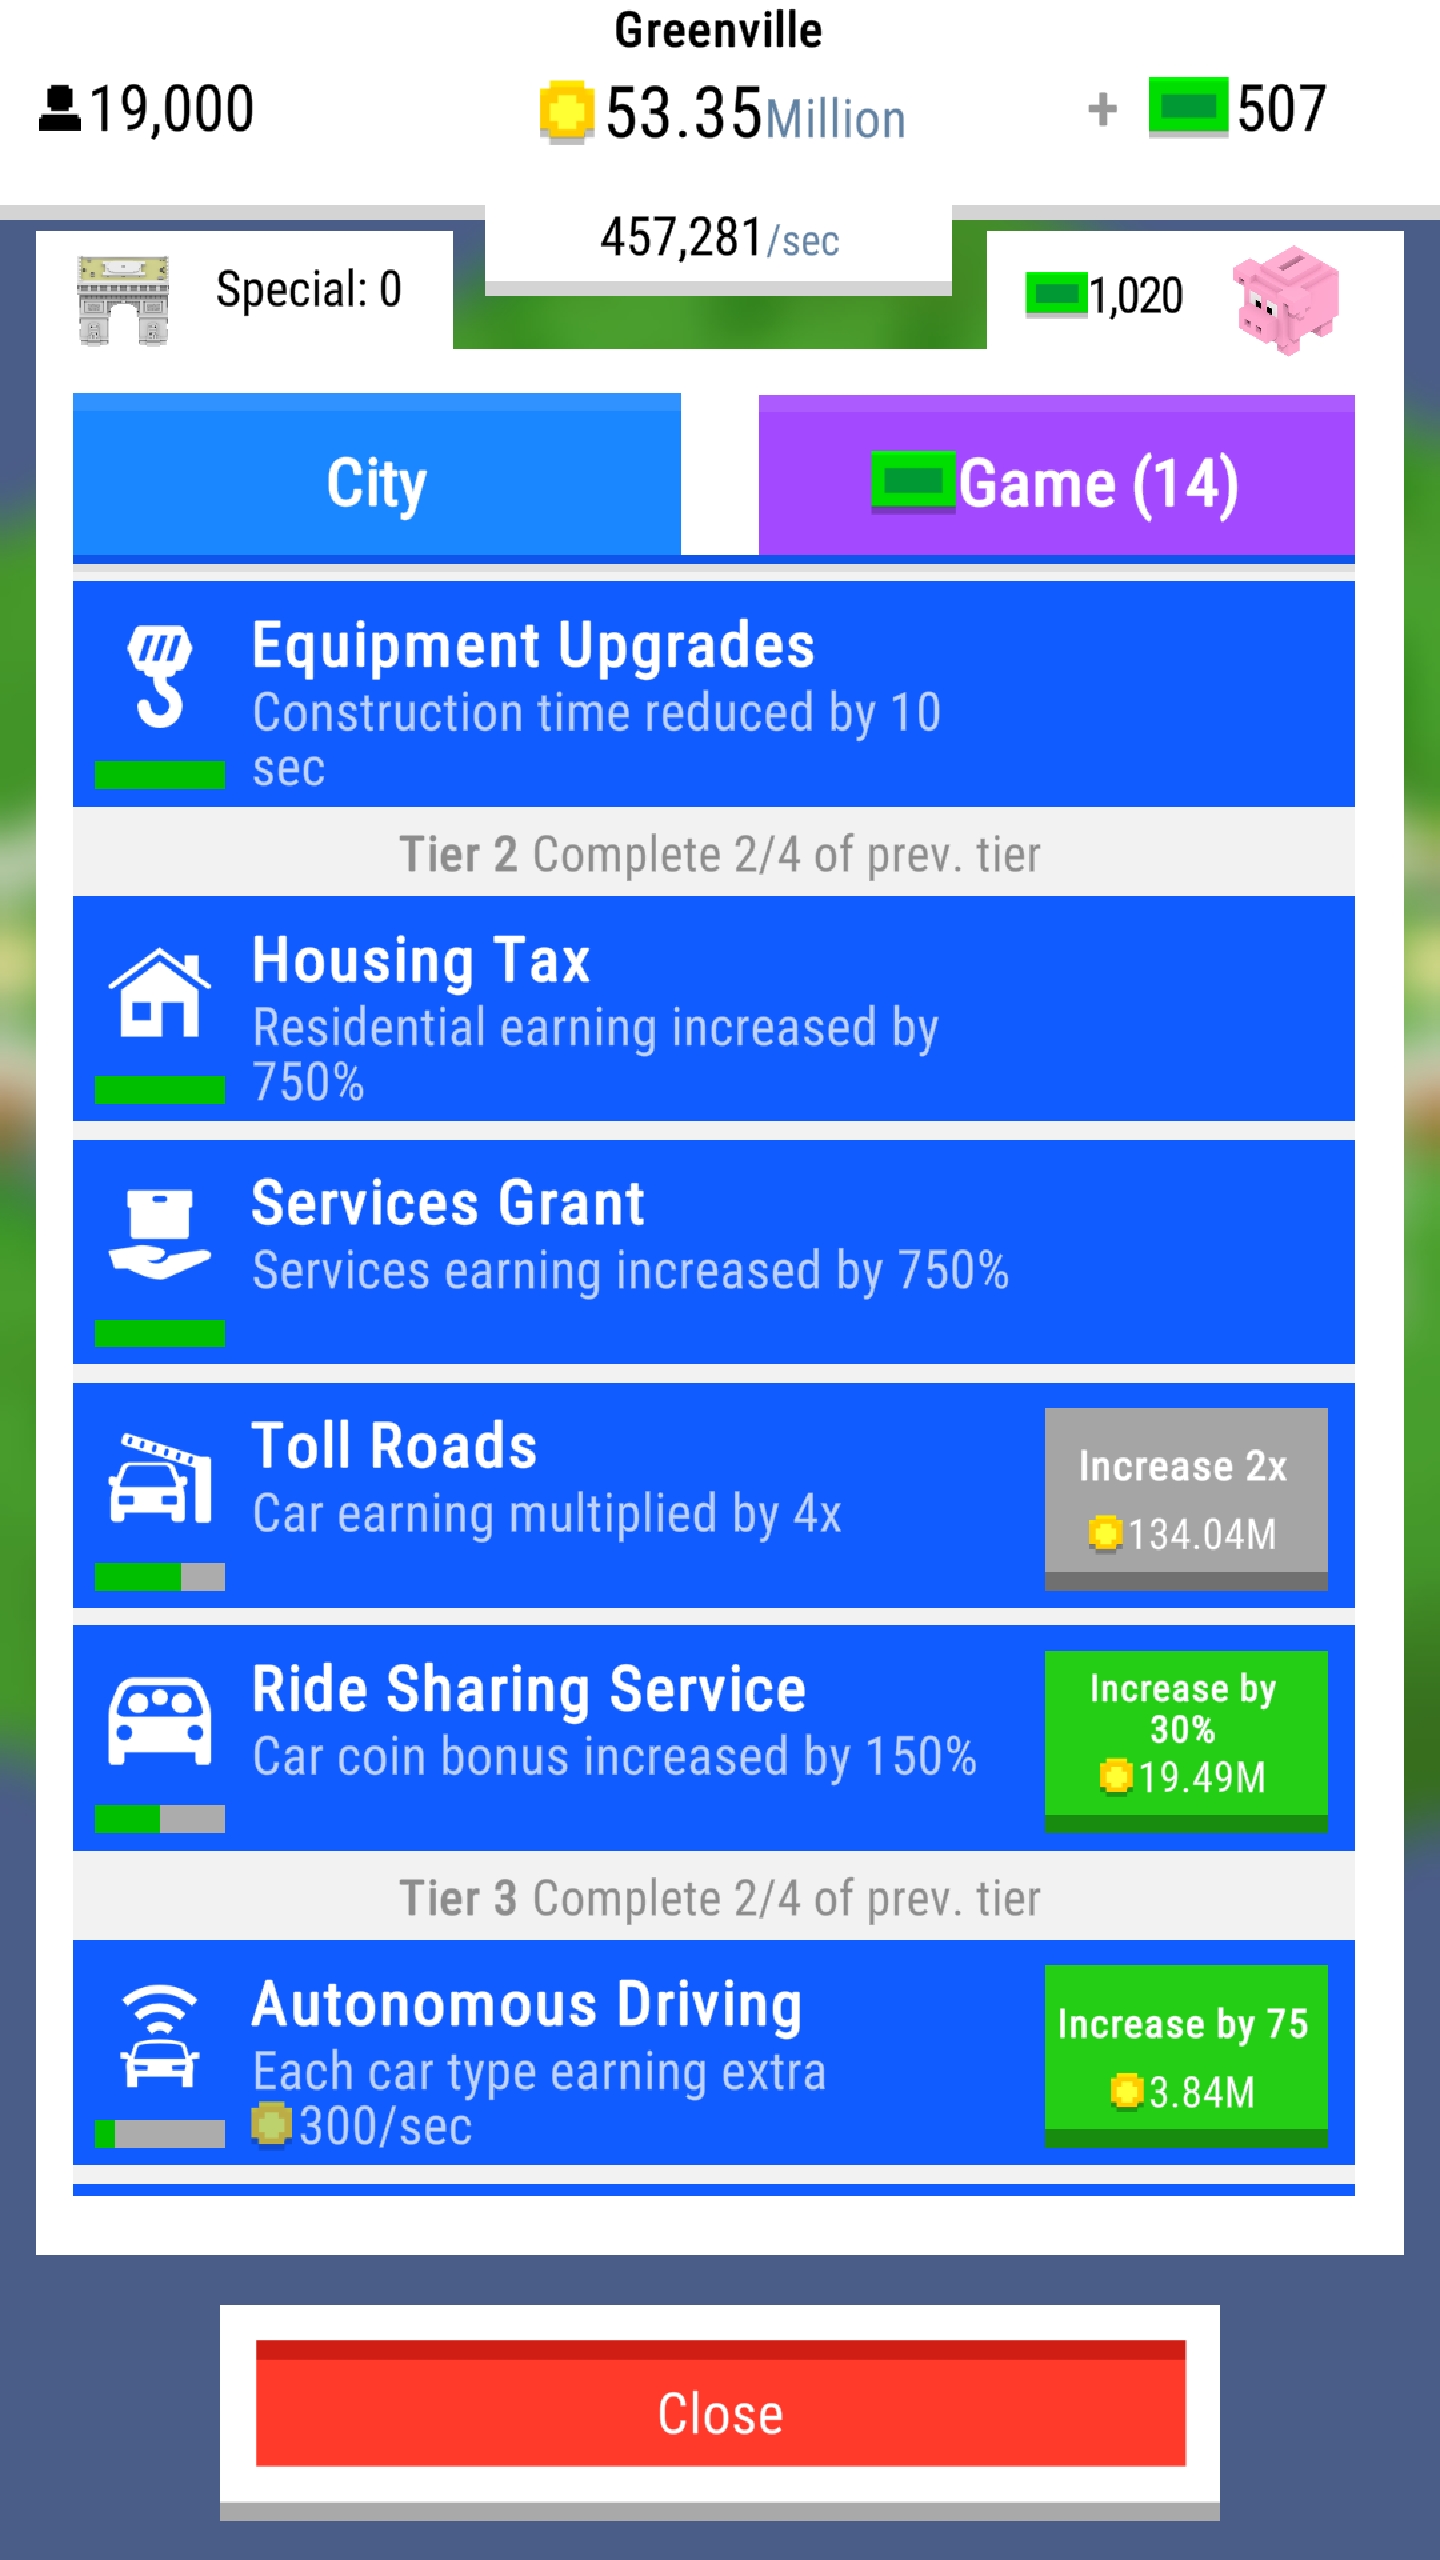 Greenville
19,000
53.35Million
+ 507
457,281/sec
Special: 0
1,020
City
Game (14)
Equipment Upgrades
Construction time reduced by 10
sec
Tier 2 Complete 2/4 of prev. tier
Housing Tax
Residential earning increased by
750%
Services Grant
Services earning increased by 750%
Toll Roads
Car earning multiplied by 4x
Increase 2x
134.04M
Ride Sharing Service
Car coin bonus increased by 150%
Increase by
30%
19.49M
Tier 3 Complete 2/4 of prev. tier
Autonomous Driving
Each car type earning extra
300/sec
Increase by 75
3.84M
Close